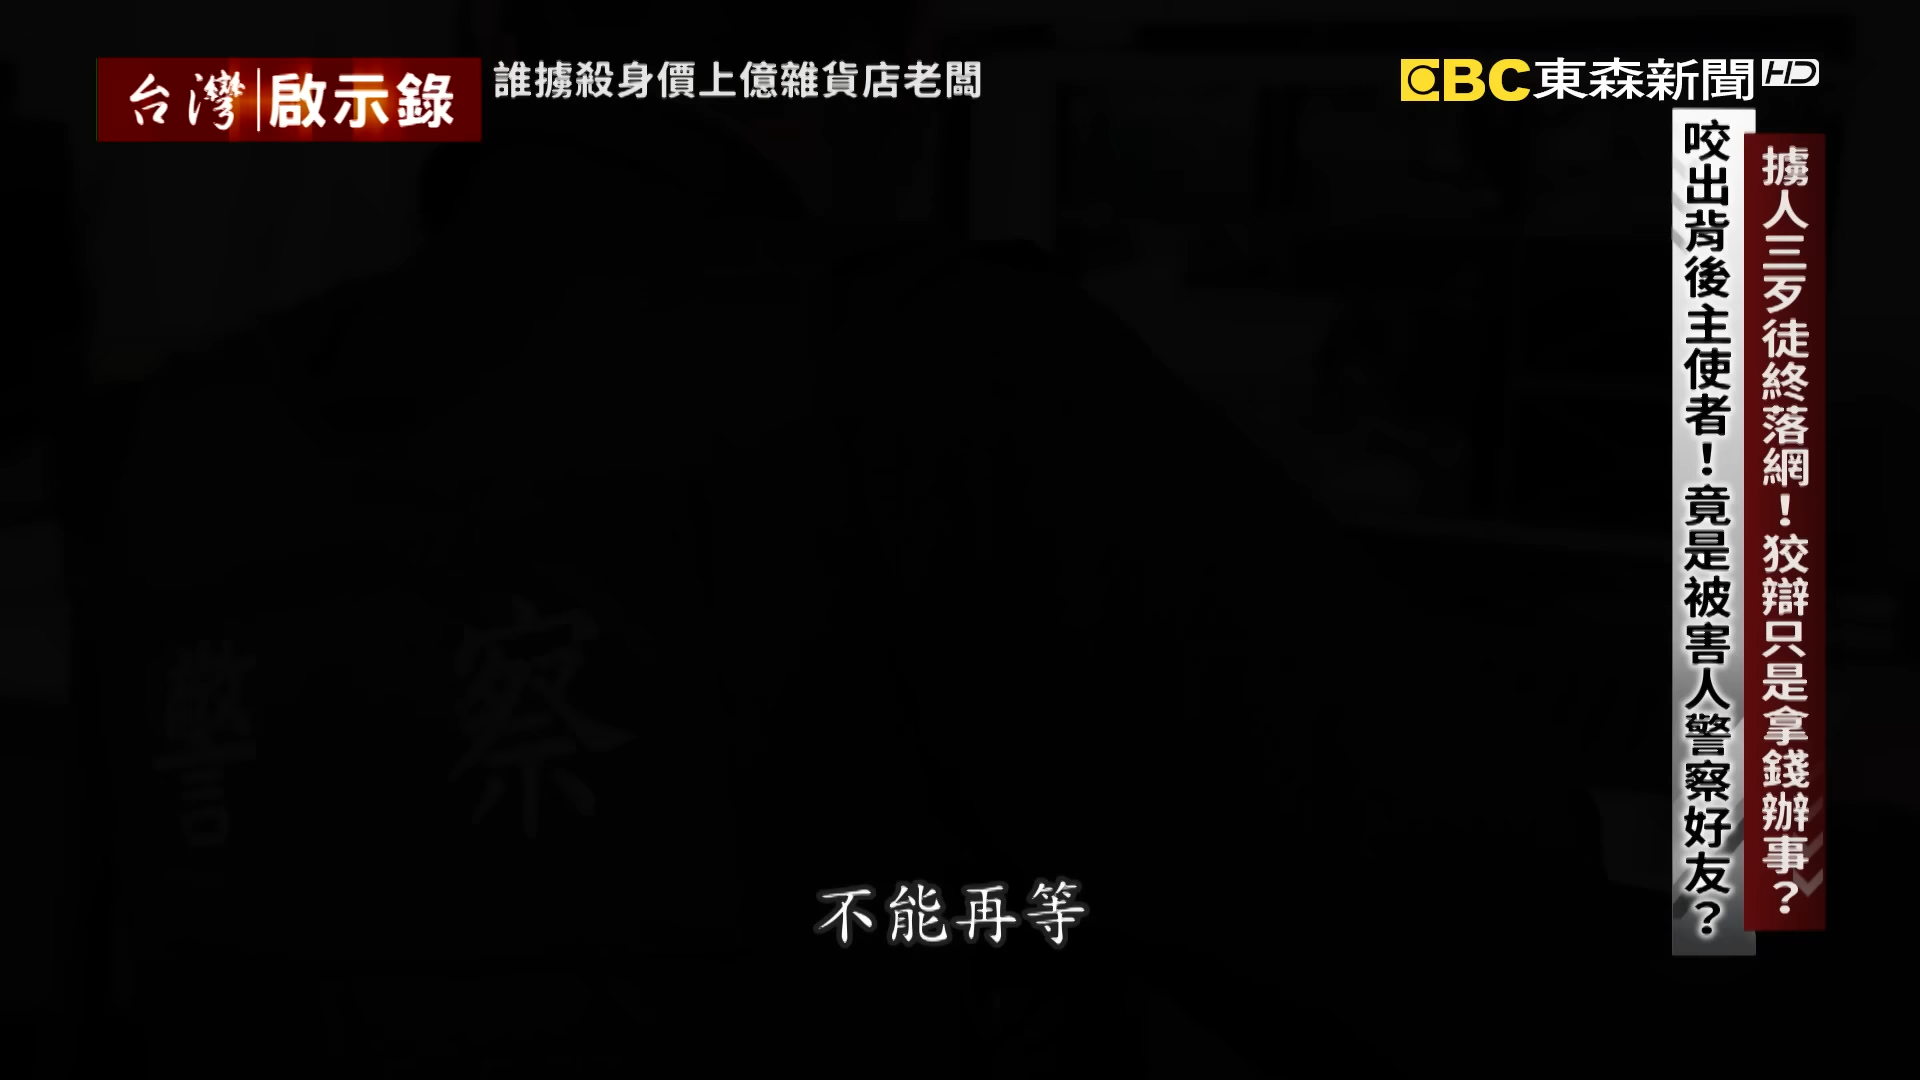 台灣啟示錄
誰擄殺身價上億雜貨店老闆
EBC東森新聞HD
擄人三歹徒終落網！狡辯只是拿錢辦事？
咬出背後主使者！竟是被害人警察好友？
警察
不能再等